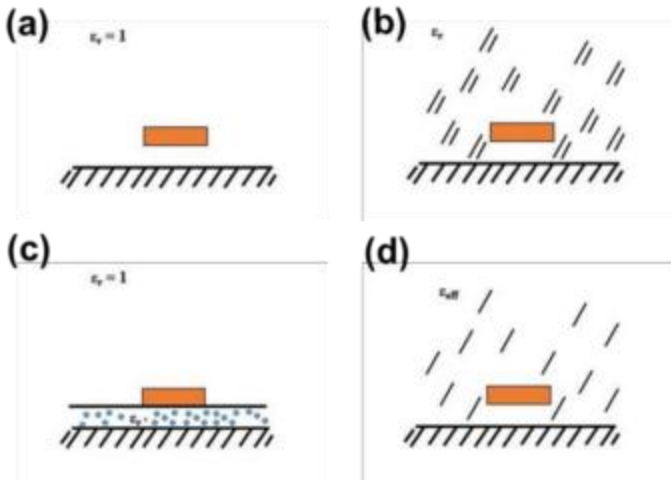 (a)
εᵣ = 1
(b)
εᵣ
(c)
εᵣ = 1
εᵣ
(d)
εeff